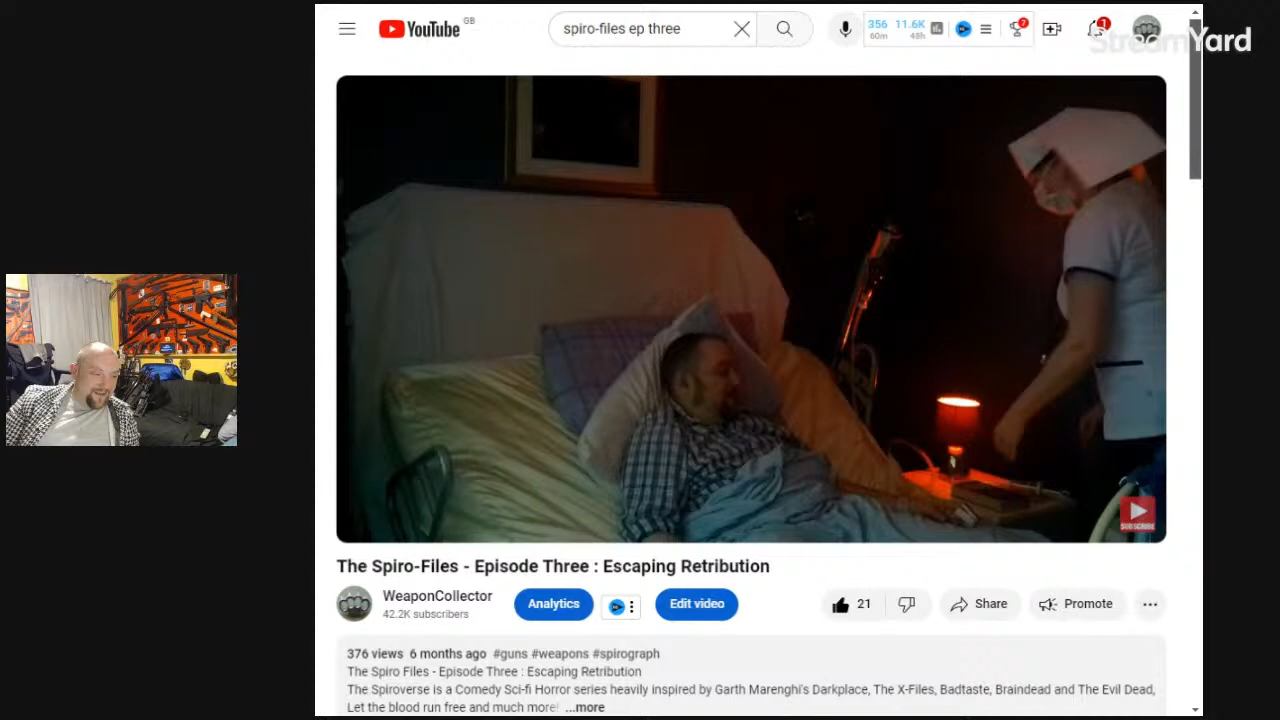 YouTube GB
spiro-files ep three
356 11.6K
60m 48h
7
1
StreamYard
SUBSCRIBE
The Spiro-Files - Episode Three : Escaping Retribution
WeaponCollector
42.2K subscribers
Analytics
Edit video
21
Share
Promote
376 views 6 months ago #guns #weapons #spirograph
The Spiro Files - Episode Three : Escaping Retribution
The Spiroverse is a Comedy Sci-fi Horror series heavily inspired by Garth Marenghi's Darkplace, The X-Files, Badtaste, Braindead and The Evil Dead,
Let the blood run free and much more! ...more